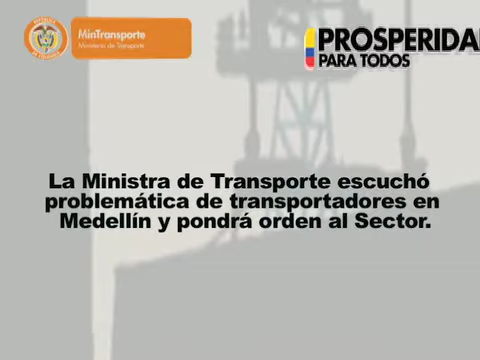 MinTransporte
Ministerio de Transporte
PROSPERIDA
PARA TODOS
La Ministra de Transporte escuchó
problemática de transportadores en
Medellín y pondrá orden al Sector.